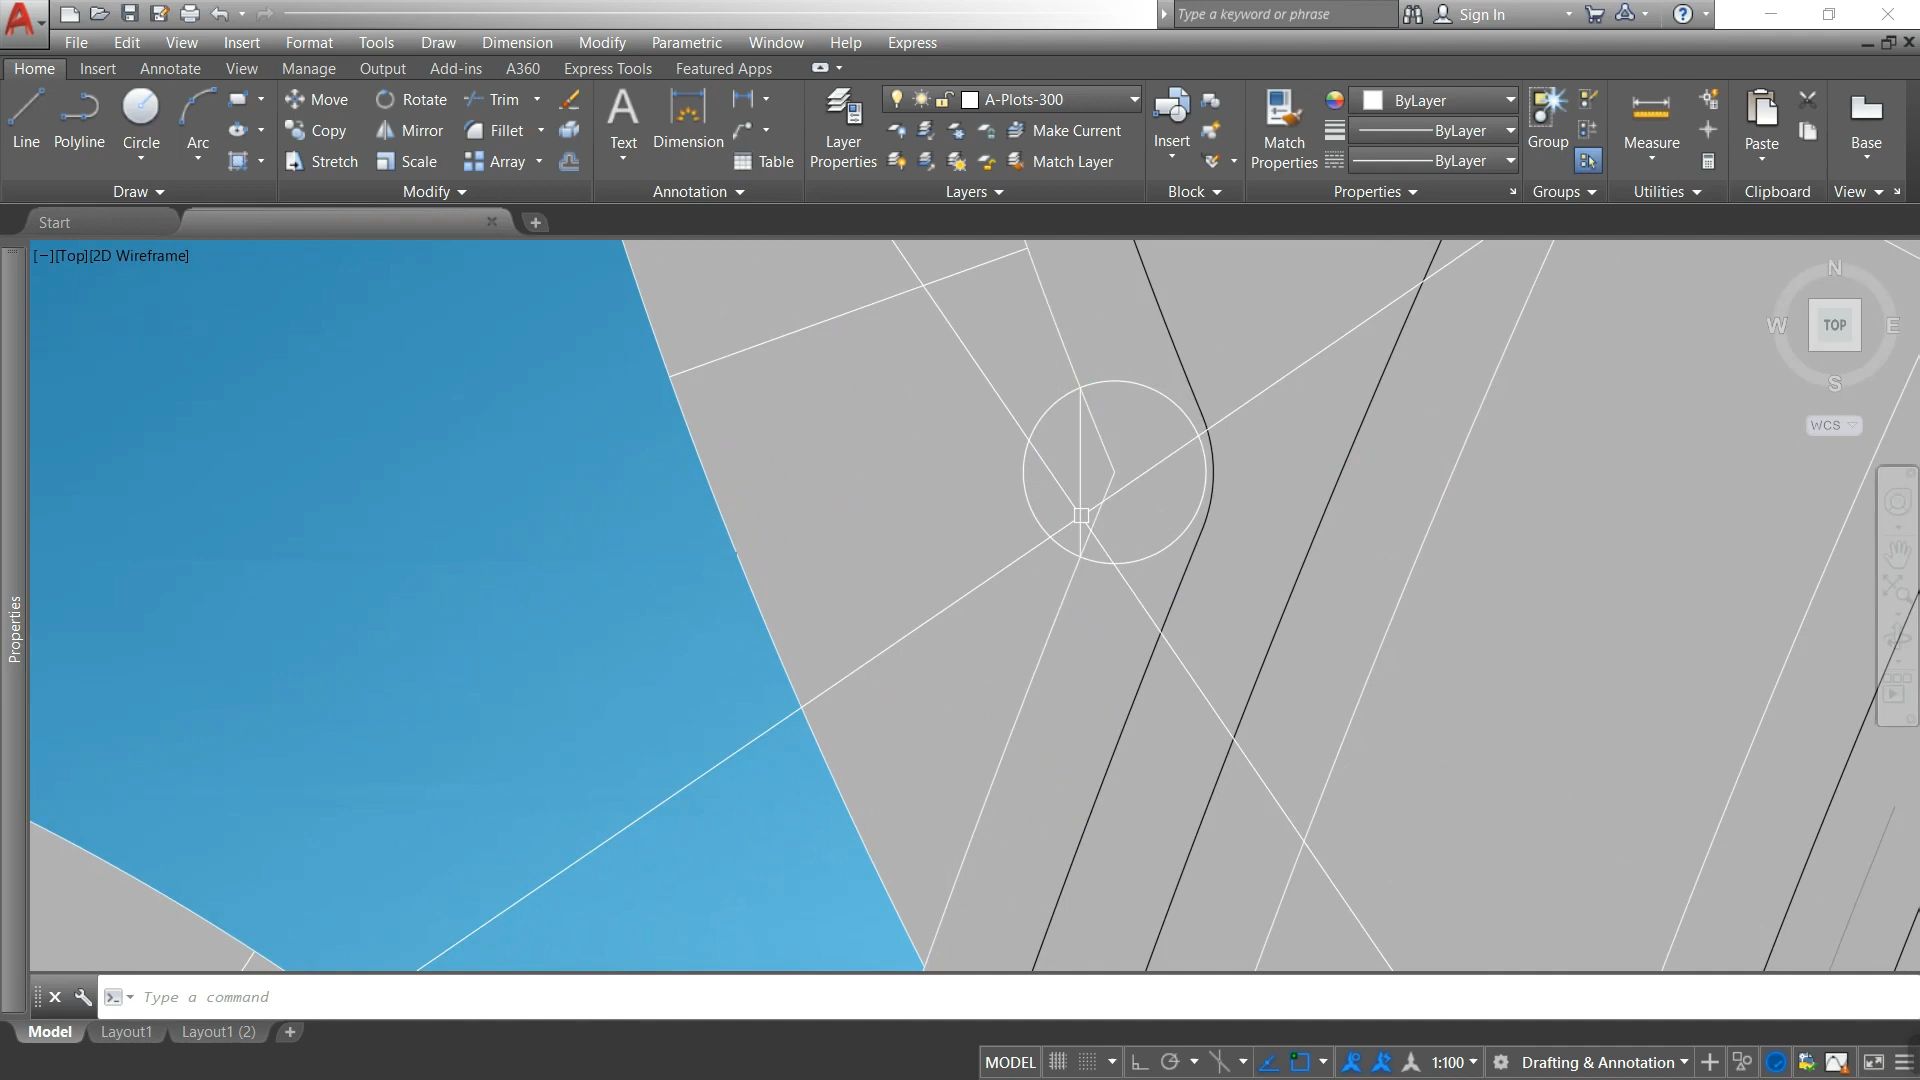 Type a keyword or phrase
Sign In
File Edit View Insert Format Tools Draw Dimension Modify Parametric Window Help Express
Home Insert Annotate View Manage Output Add-ins A360 Express Tools Featured Apps
Line Polyline Circle Arc
Move Rotate Trim
Copy Mirror Fillet
Stretch Scale Array
Text Dimension Table
Layer Properties
A-Plots-300
Make Current
Match Layer
Insert
Match Properties
ByLayer
ByLayer
ByLayer
Group
Measure
Paste
Base
Draw Modify Annotation Layers Block Properties Groups Utilities Clipboard View
Start
[−][Top][2D Wireframe]
N
W TOP E
S
WCS
Properties
Type a command
Model Layout1 Layout1 (2)
MODEL 1:100 Drafting & Annotation